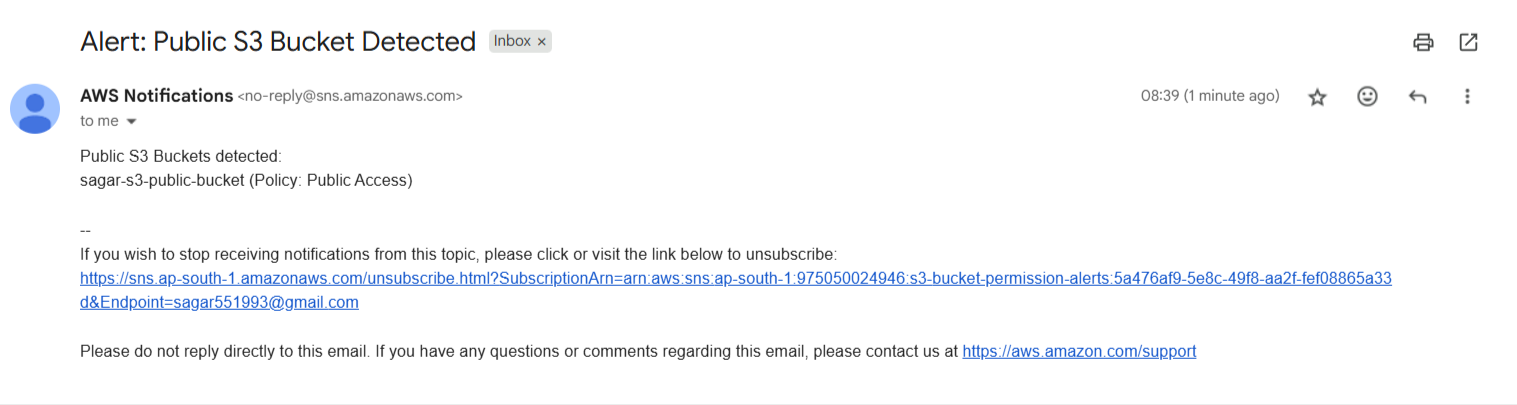 Alert: Public S3 Bucket Detected Inbox ×
AWS Notifications <no-reply@sns.amazonaws.com> 08:39 (1 minute ago)
to me
Public S3 Buckets detected:
sagar-s3-public-bucket (Policy: Public Access)
--
If you wish to stop receiving notifications from this topic, please click or visit the link below to unsubscribe:
https://sns.ap-south-1.amazonaws.com/unsubscribe.html?SubscriptionArn=arn:aws:sns:ap-south-1:975050024946:s3-bucket-permission-alerts:5a476af9-5e8c-49f8-aa2f-fef08865a33
d&Endpoint=sagar551993@gmail.com
Please do not reply directly to this email. If you have any questions or comments regarding this email, please contact us at https://aws.amazon.com/support